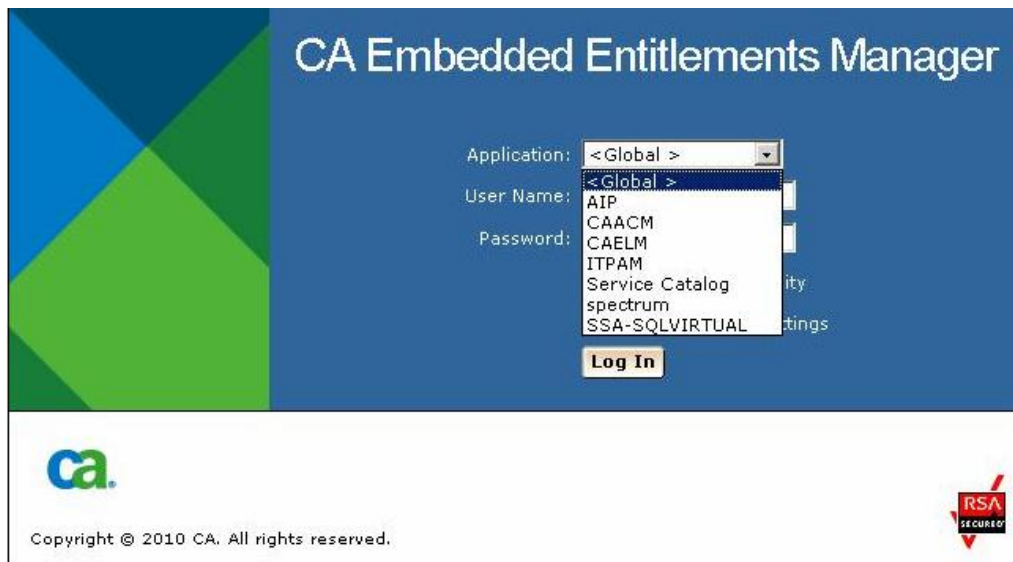 CA Embedded Entitlements Manager
Application: <Global >
<Global >
User Name:
AIP
CAACM
Password:
CAELM
ITPAM
Service Catalog
ity
spectrum
SSA-SQLVIRTUAL
ttings
Log In
ca.
RSA
SECURED
Copyright © 2010 CA. All rights reserved.